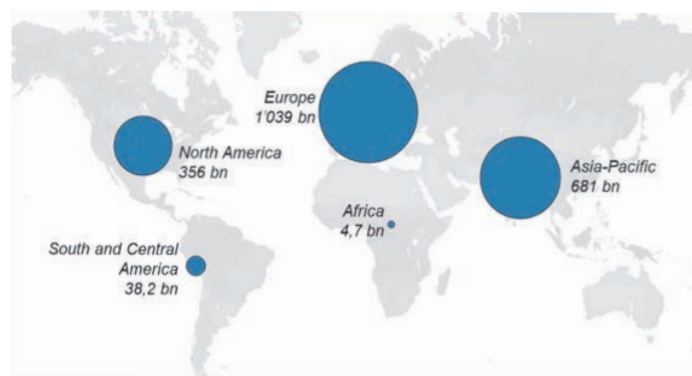 Europe
1'039 bn
North America
356 bn
Asia-Pacific
681 bn
Africa
4,7 bn
South and Central
America
38,2 bn